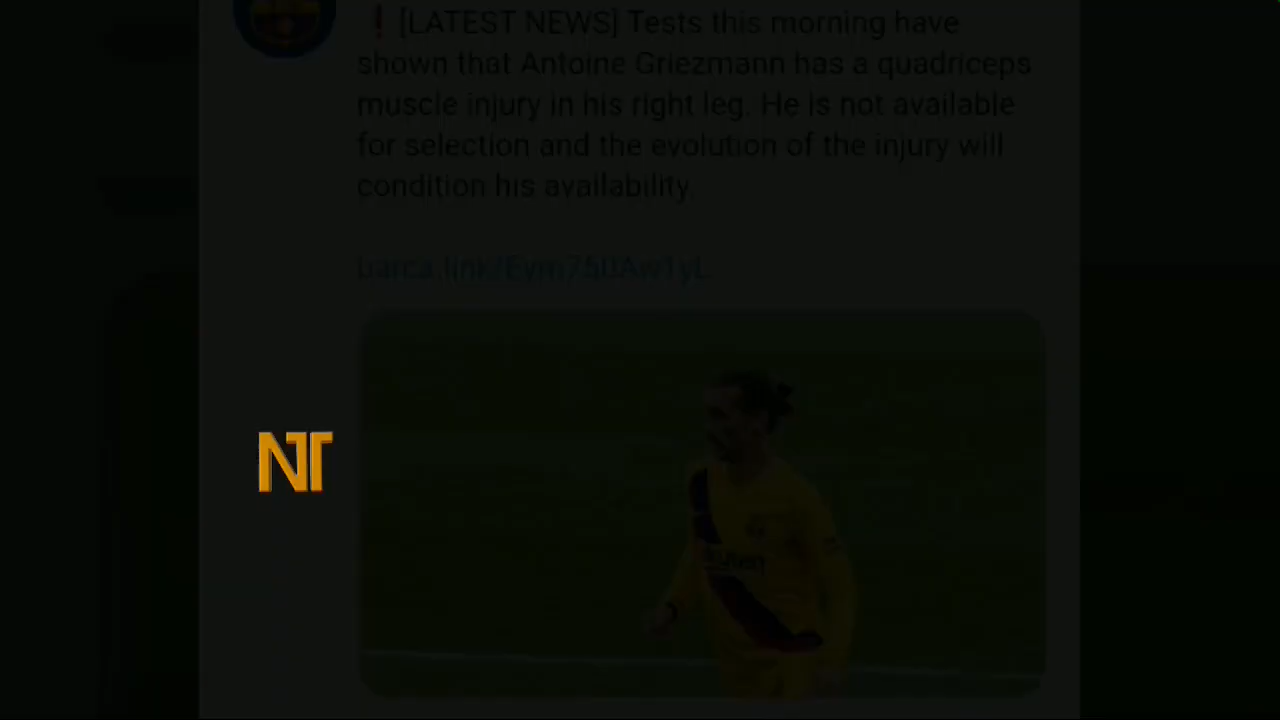 ❗ [LATEST NEWS] Tests this morning have
shown that Antoine Griezmann has a quadriceps
muscle injury in his right leg. He is not available
for selection and the evolution of the injury will
condition his availability.
NT